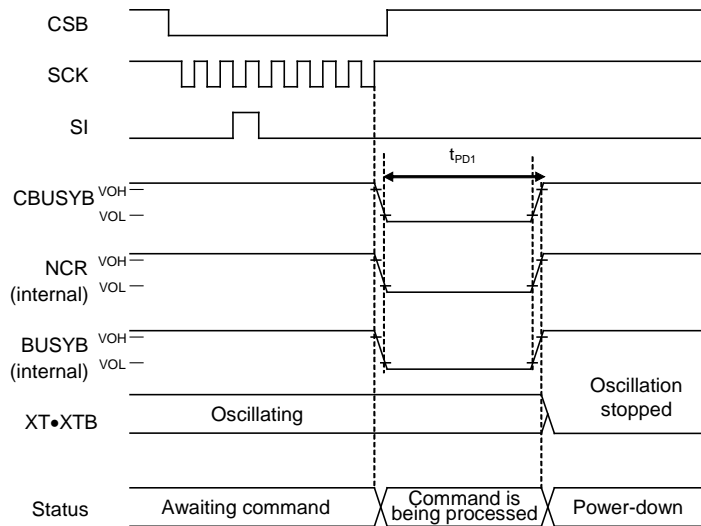 CSB
SCK
SI
tPD1
CBUSYB
VOH
VOL
NCR
(internal)
VOH
VOL
BUSYB
(internal)
VOH
VOL
XT•XTB
Oscillating
Oscillation
stopped
Status
Awaiting command
Command is
being processed
Power-down